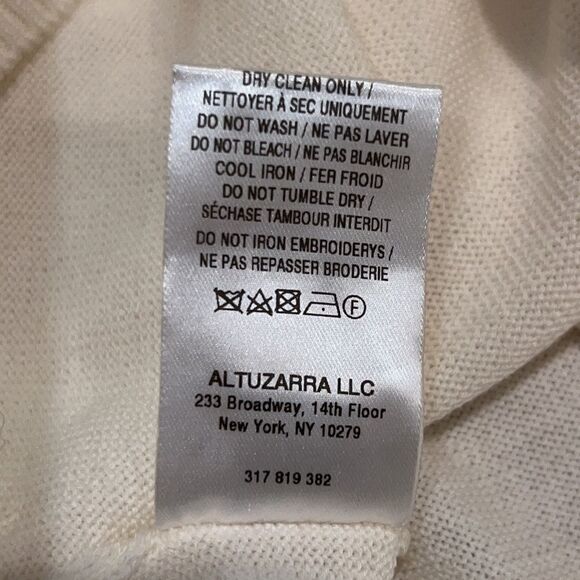 DRY CLEAN ONLY /
NETTOYER À SEC UNIQUEMENT
DO NOT WASH / NE PAS LAVER
DO NOT BLEACH / NE PAS BLANCHIR
COOL IRON / FER FROID
DO NOT TUMBLE DRY /
SÉCHASE TAMBOUR INTERDIT
DO NOT IRON EMBROIDERYS /
NE PAS REPASSER BRODERIE
F
ALTUZARRA LLC
233 Broadway, 14th Floor
New York, NY 10279
317 819 382